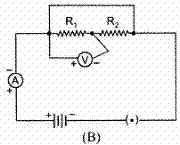 R1 R2
+ V −
−
A
+
+ −
(•)
(B)